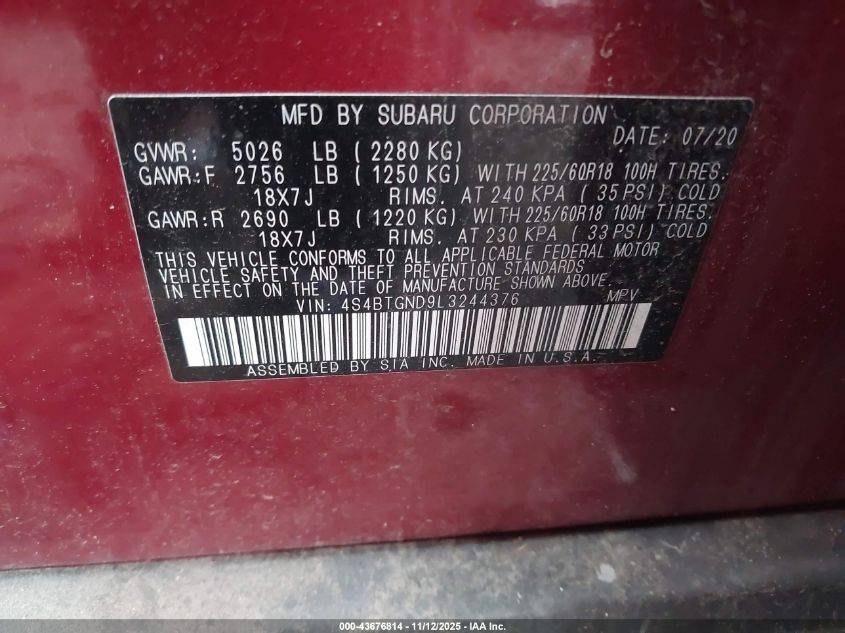 MFD BY SUBARU CORPORATION
DATE: 07/20
GVWR: 5026 LB ( 2280 KG)
GAWR:F 2756 LB ( 1250 KG) WITH 225/60R18 100H TIRES.
18X7J RIMS. AT 240 KPA ( 35 PSI) COLD
GAWR:R 2690 LB ( 1220 KG) WITH 225/60R18 100H TIRES.
18X7J RIMS. AT 230 KPA ( 33 PSI) COLD
THIS VEHICLE CONFORMS TO ALL APPLICABLE FEDERAL MOTOR
VEHICLE SAFETY AND THEFT PREVENTION STANDARDS
IN EFFECT ON THE DATE OF MANUFACTURE SHOWN ABOVE.
VIN: 4S4BTGND9L3244376 MPV
ASSEMBLED BY SIA INC. MADE IN U.S.A.
000-43676814 - 11/12/2025 - IAA Inc.